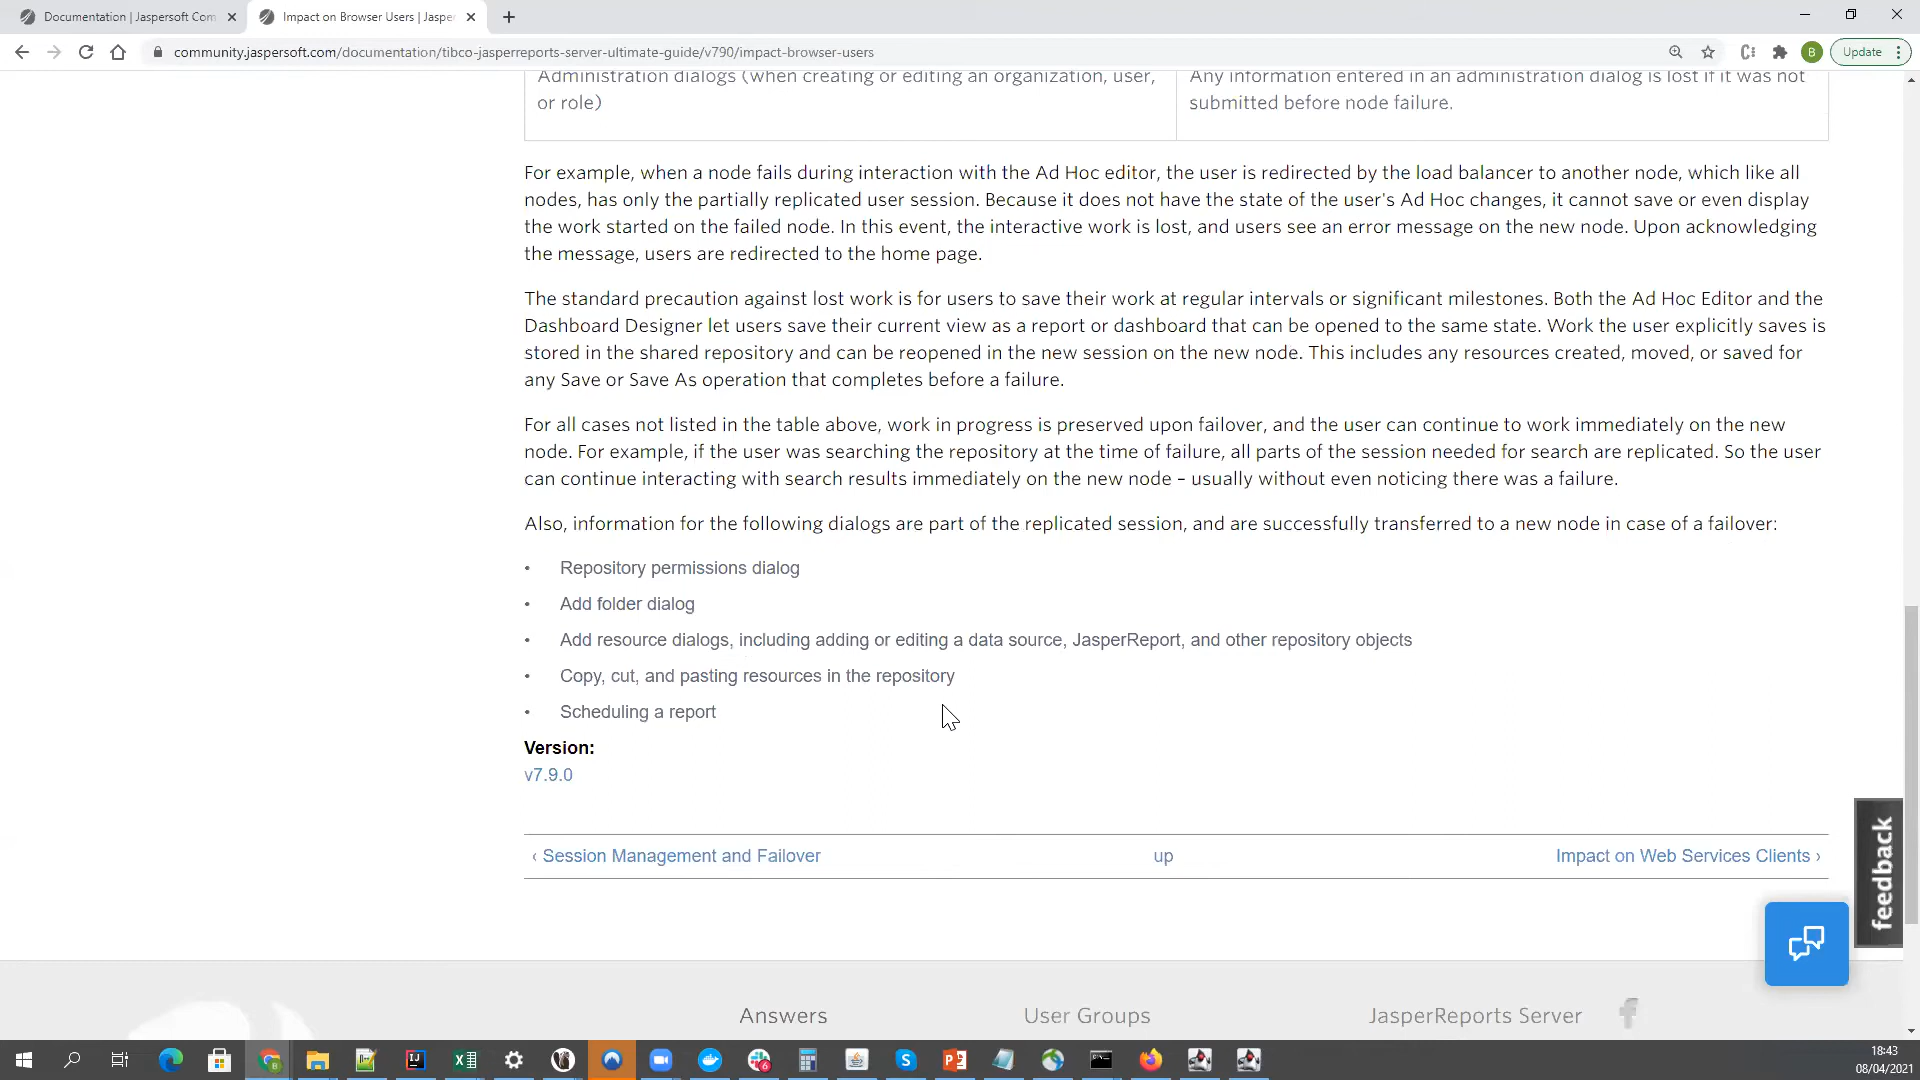 Documentation | Jaspersoft Com
Impact on Browser Users | Jasper
community.jaspersoft.com/documentation/tibco-jasperreports-server-ultimate-guide/v790/impact-browser-users
B
Update
Administration dialogs (when creating or editing an organization, user,
or role)
Any information entered in an administration dialog is lost if it was not
submitted before node failure.
For example, when a node fails during interaction with the Ad Hoc editor, the user is redirected by the load balancer to another node, which like all
nodes, has only the partially replicated user session. Because it does not have the state of the user's Ad Hoc changes, it cannot save or even display
the work started on the failed node. In this event, the interactive work is lost, and users see an error message on the new node. Upon acknowledging
the message, users are redirected to the home page.
The standard precaution against lost work is for users to save their work at regular intervals or significant milestones. Both the Ad Hoc Editor and the
Dashboard Designer let users save their current view as a report or dashboard that can be opened to the same state. Work the user explicitly saves is
stored in the shared repository and can be reopened in the new session on the new node. This includes any resources created, moved, or saved for
any Save or Save As operation that completes before a failure.
For all cases not listed in the table above, work in progress is preserved upon failover, and the user can continue to work immediately on the new
node. For example, if the user was searching the repository at the time of failure, all parts of the session needed for search are replicated. So the user
can continue interacting with search results immediately on the new node – usually without even noticing there was a failure.
Also, information for the following dialogs are part of the replicated session, and are successfully transferred to a new node in case of a failover:
• Repository permissions dialog
• Add folder dialog
• Add resource dialogs, including adding or editing a data source, JasperReport, and other repository objects
• Copy, cut, and pasting resources in the repository
• Scheduling a report
Version:
v7.9.0
‹ Session Management and Failover
up
Impact on Web Services Clients ›
feedback
Answers
User Groups
JasperReports Server
18:43
08/04/2021